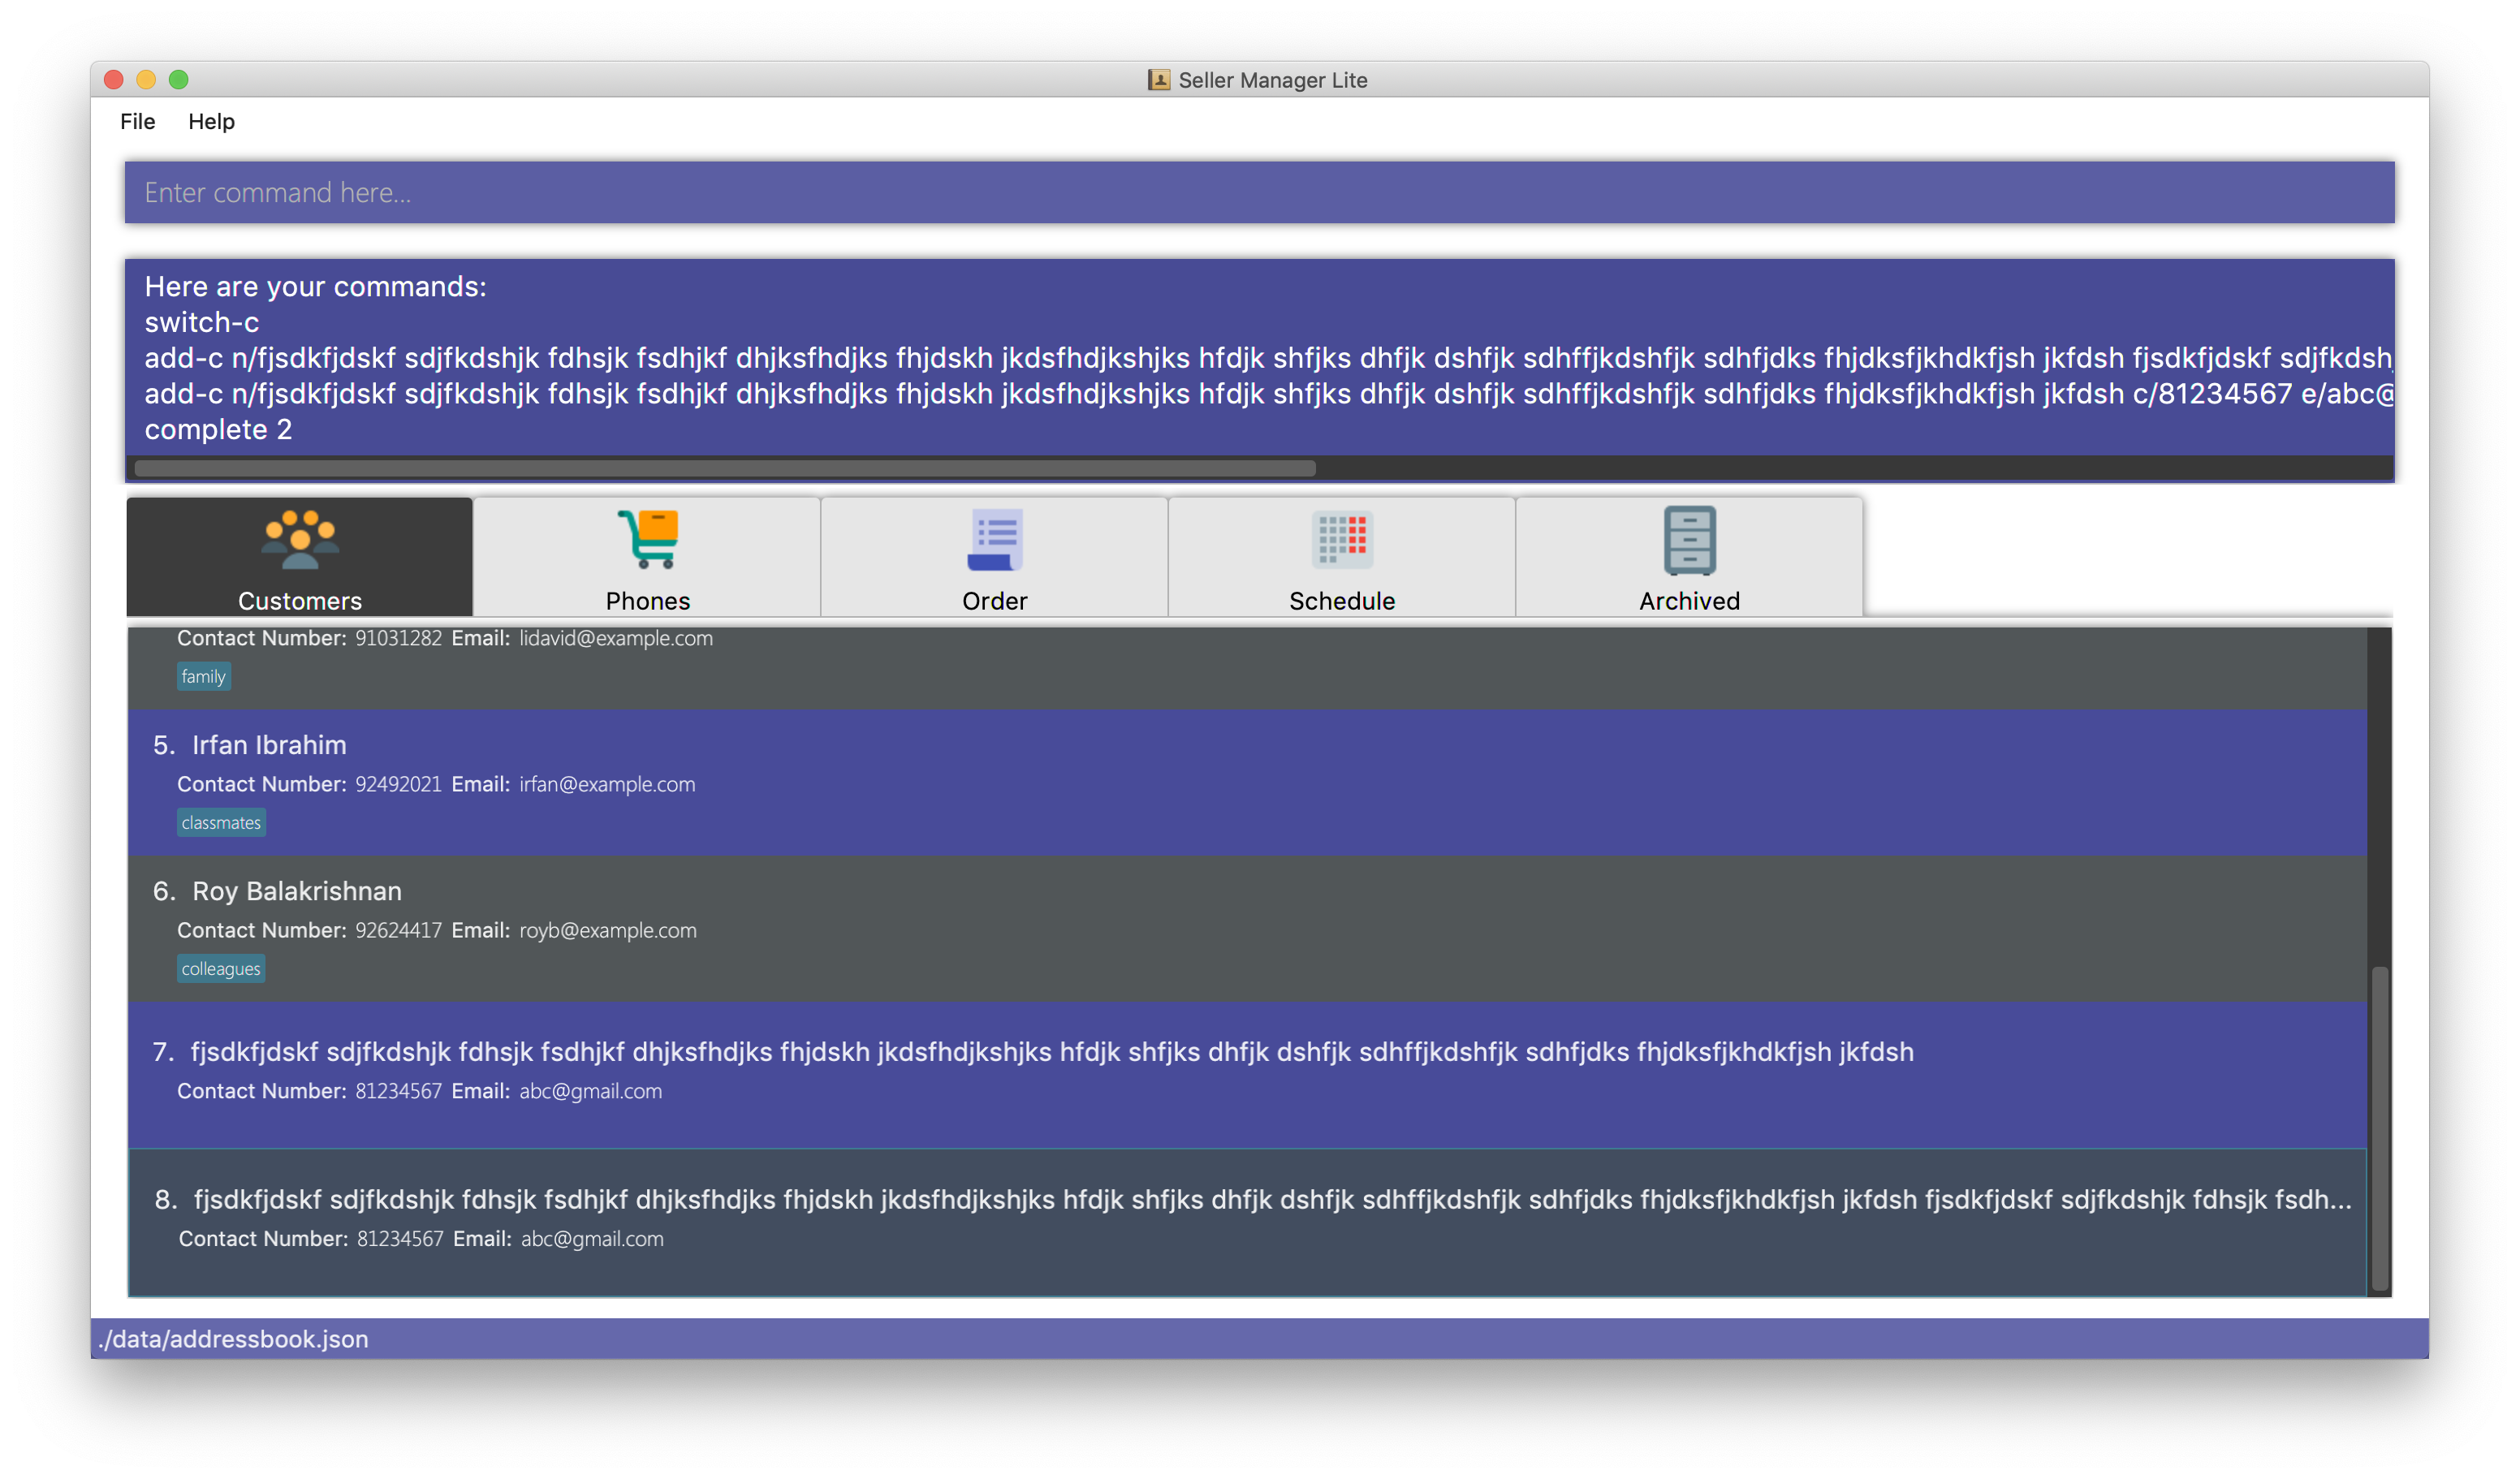 Seller Manager Lite
File Help
Enter command here...
Here are your commands:
switch-c
add-c n/fjsdkfjdskf sdjfkdshjk fdhsjk fsdhjkf dhjksfhdjks fhjdskh jkdsfhdjkshjks hfdjk shfjks dhfjk dshfjk sdhffjkdshfjk sdhfjdks fhjdksfjkhdkfjsh jkfdsh fjsdkfjdskf sdjfkdsh
add-c n/fjsdkfjdskf sdjfkdshjk fdhsjk fsdhjkf dhjksfhdjks fhjdskh jkdsfhdjkshjks hfdjk shfjks dhfjk dshfjk sdhffjkdshfjk sdhfjdks fhjdksfjkhdkfjsh jkfdsh c/81234567 e/abc@
complete 2
Customers Phones Order Schedule Archived
Contact Number: 91031282 Email: lidavid@example.com
family
5. Irfan Ibrahim
Contact Number: 92492021 Email: irfan@example.com
classmates
6. Roy Balakrishnan
Contact Number: 92624417 Email: royb@example.com
colleagues
7. fjsdkfjdskf sdjfkdshjk fdhsjk fsdhjkf dhjksfhdjks fhjdskh jkdsfhdjkshjks hfdjk shfjks dhfjk dshfjk sdhffjkdshfjk sdhfjdks fhjdksfjkhdkfjsh jkfdsh
Contact Number: 81234567 Email: abc@gmail.com
8. fjsdkfjdskf sdjfkdshjk fdhsjk fsdhjkf dhjksfhdjks fhjdskh jkdsfhdjkshjks hfdjk shfjks dhfjk dshfjk sdhffjkdshfjk sdhfjdks fhjdksfjkhdkfjsh jkfdsh fjsdkfjdskf sdjfkdshjk fdhsjk fsdh...
Contact Number: 81234567 Email: abc@gmail.com
./data/addressbook.json